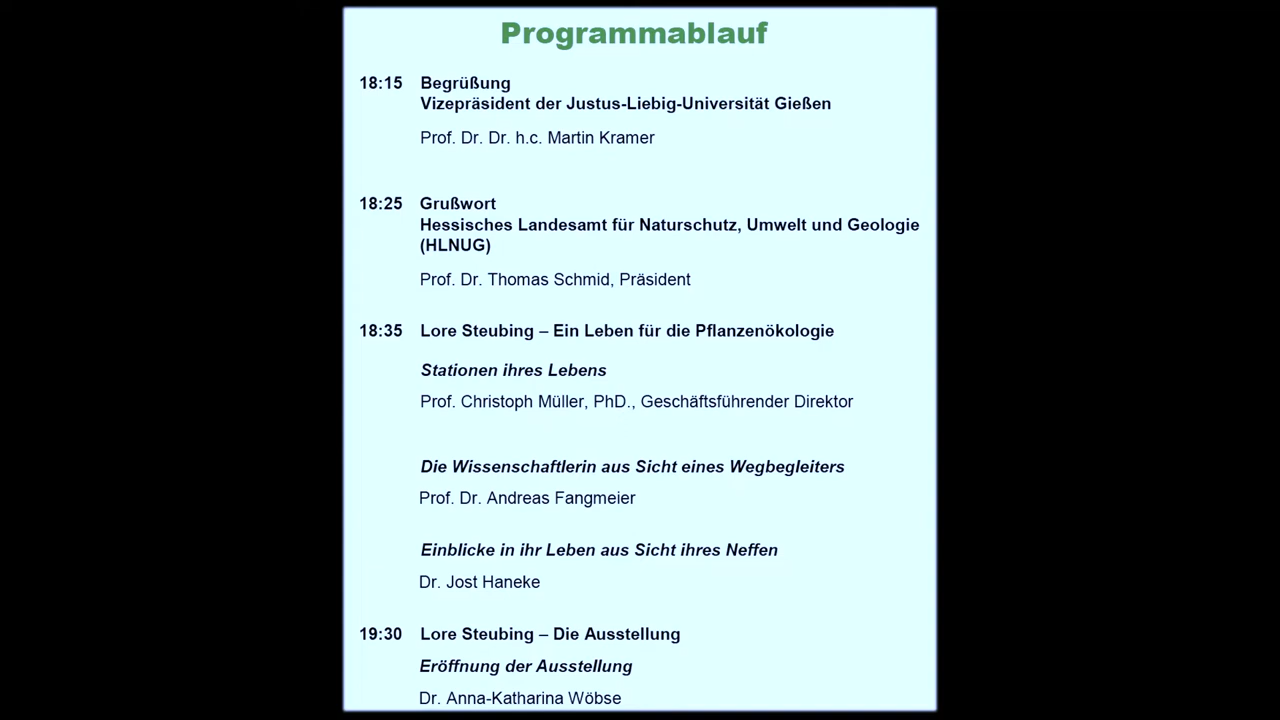 Programmablauf
18:15 Begrüßung
Vizepräsident der Justus-Liebig-Universität Gießen
Prof. Dr. Dr. h.c. Martin Kramer
18:25 Grußwort
Hessisches Landesamt für Naturschutz, Umwelt und Geologie
(HLNUG)
Prof. Dr. Thomas Schmid, Präsident
18:35 Lore Steubing – Ein Leben für die Pflanzenökologie
Stationen ihres Lebens
Prof. Christoph Müller, PhD., Geschäftsführender Direktor
Die Wissenschaftlerin aus Sicht eines Wegbegleiters
Prof. Dr. Andreas Fangmeier
Einblicke in ihr Leben aus Sicht ihres Neffen
Dr. Jost Haneke
19:30 Lore Steubing – Die Ausstellung
Eröffnung der Ausstellung
Dr. Anna-Katharina Wöbse